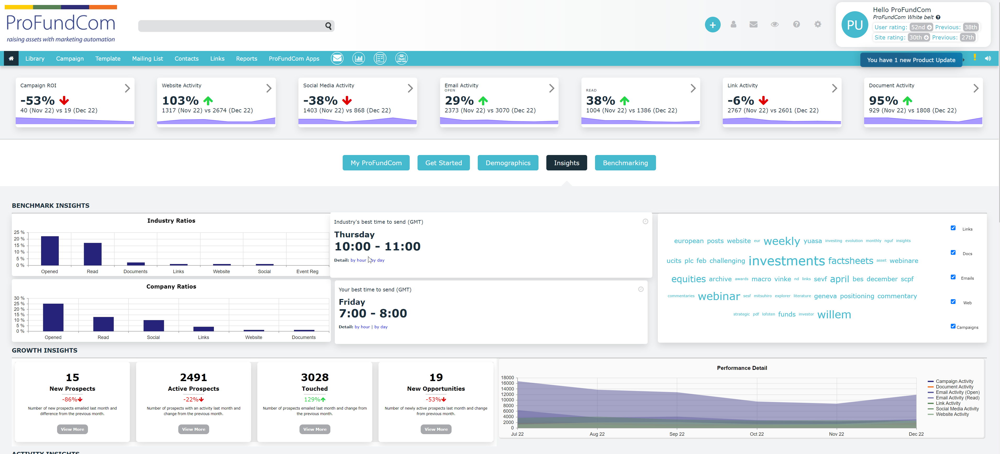 ProFundCom
raising assets with marketing automation
+
PU
Hello ProFundCom
ProFundCom White belt
User rating: 52nd Previous: 38th
Site rating: 30th Previous: 27th
Library Campaign Template Mailing List Contacts Links Reports ProFundCom Apps
You have 1 new Product Update
Campaign ROI
-53%
40 (Nov 22) vs 19 (Dec 22)
Website Activity
103%
1317 (Nov 22) vs 2674 (Dec 22)
Social Media Activity
-38%
1403 (Nov 22) vs 868 (Dec 22)
Email Activity
OPEN
29%
2373 (Nov 22) vs 3070 (Dec 22)
READ
38%
1004 (Nov 22) vs 1386 (Dec 22)
Link Activity
-6%
2767 (Nov 22) vs 2601 (Dec 22)
Document Activity
95%
929 (Nov 22) vs 1808 (Dec 22)
My ProFundCom
Get Started
Demographics
Insights
Benchmarking
BENCHMARK INSIGHTS
Industry Ratios
25 %
20 %
15 %
10 %
5 %
0 %
Opened Read Documents Links Website Social Event Reg
Company Ratios
30 %
25 %
20 %
15 %
10 %
5 %
0 %
Opened Read Social Links Website Documents
Industry's best time to send (GMT)
Thursday
10:00 - 11:00
Detail: by hour by day
Your best time to send (GMT)
Friday
7:00 - 8:00
Detail: by hour | by day
european posts website eur weekly yuasa investing evolution monthly nguf insights
ucits plc feb challenging investments factsheets asset webinare
equities archive awards macro vinke nd links sevf april bes december scpf
commentaries webinar sesf mitsuhiro explorer literature geneva positioning commentary
strategic pdf lofoten funds investor willem
Links
Docs
Emails
Web
Campaigns
GROWTH INSIGHTS
15
New Prospects
-86%
Number of new prospects emailed last month and
difference from the previous month.
View More
2491
Active Prospects
-22%
Number of prospects with an activity last month and
change from the previous month.
View More
3028
Touched
129%
Number of prospects emailed last month and change from
the previous month.
View More
19
New Opportunities
-53%
Number of newly active prospects last month and change
from previous month.
View More
Performance Detail
18000
16000
14000
12000
10000
8000
6000
4000
2000
0
Jul 22 Aug 22 Sep 22 Oct 22 Nov 22 Dec 22
Campaign Activity
Document Activity
Email Activity (Open)
Email Activity (Read)
Link Activity
Social Media Activity
Website Activity
ACTIVITY INSIGHTS